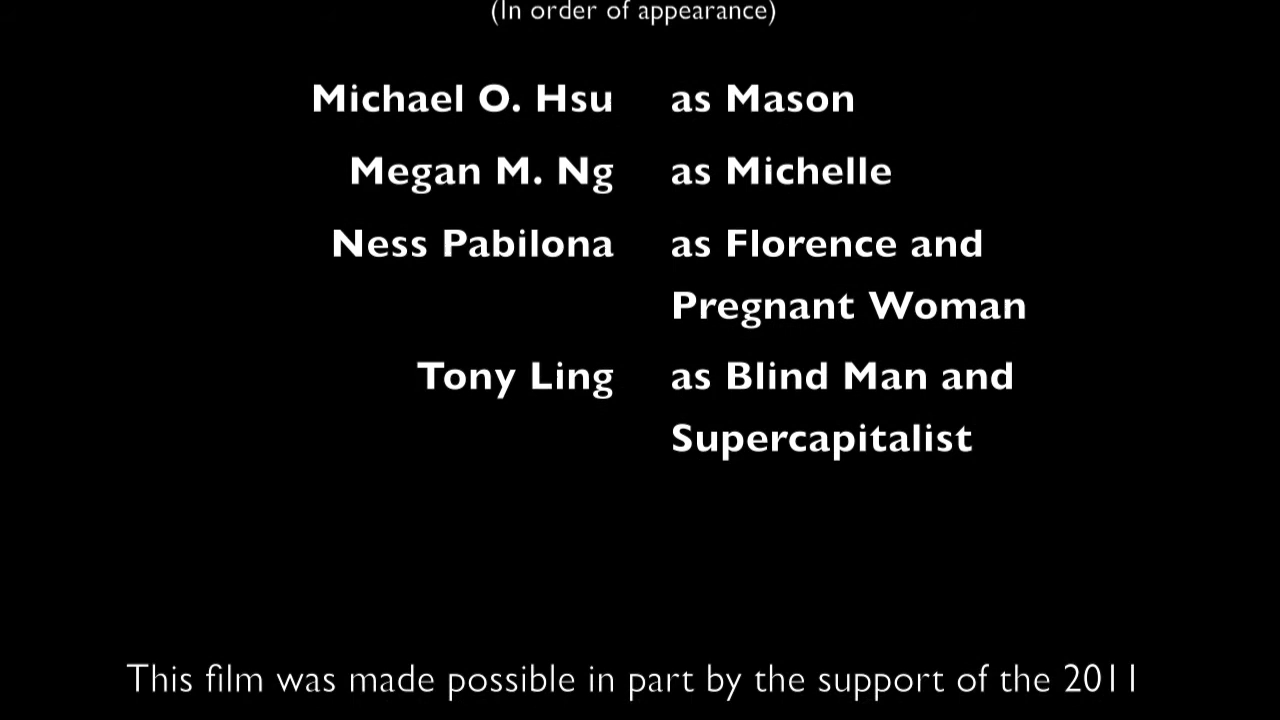 (In order of appearance)
Michael O. Hsu as Mason
Megan M. Ng as Michelle
Ness Pabilona as Florence and
Pregnant Woman
Tony Ling as Blind Man and
Supercapitalist
This film was made possible in part by the support of the 2011